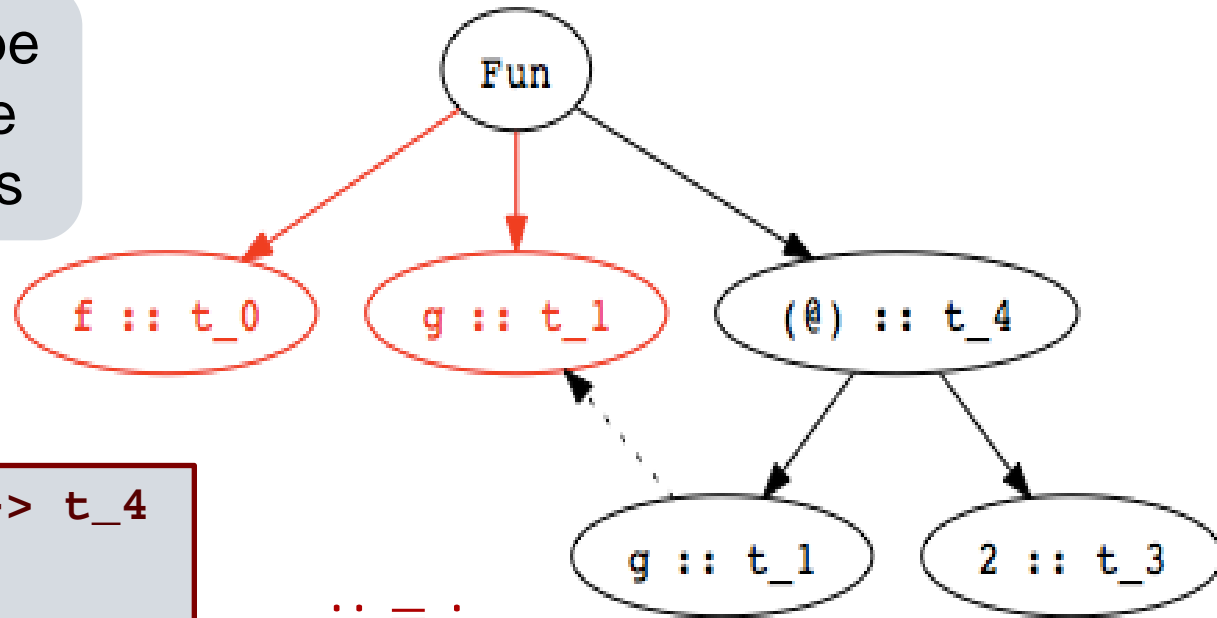 Fun
f :: t_0
g :: t_1
(@) :: t_4
> t_4
g :: t_1
2 :: t_3